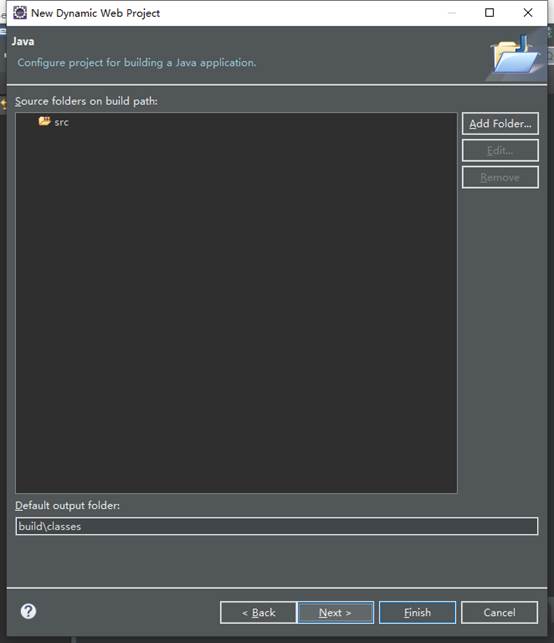 New Dynamic Web Project
Java
Configure project for building a Java application.
Source folders on build path:
src
Add Folder...
Edit...
Remove
Default output folder:
build\classes
< Back
Next >
Finish
Cancel